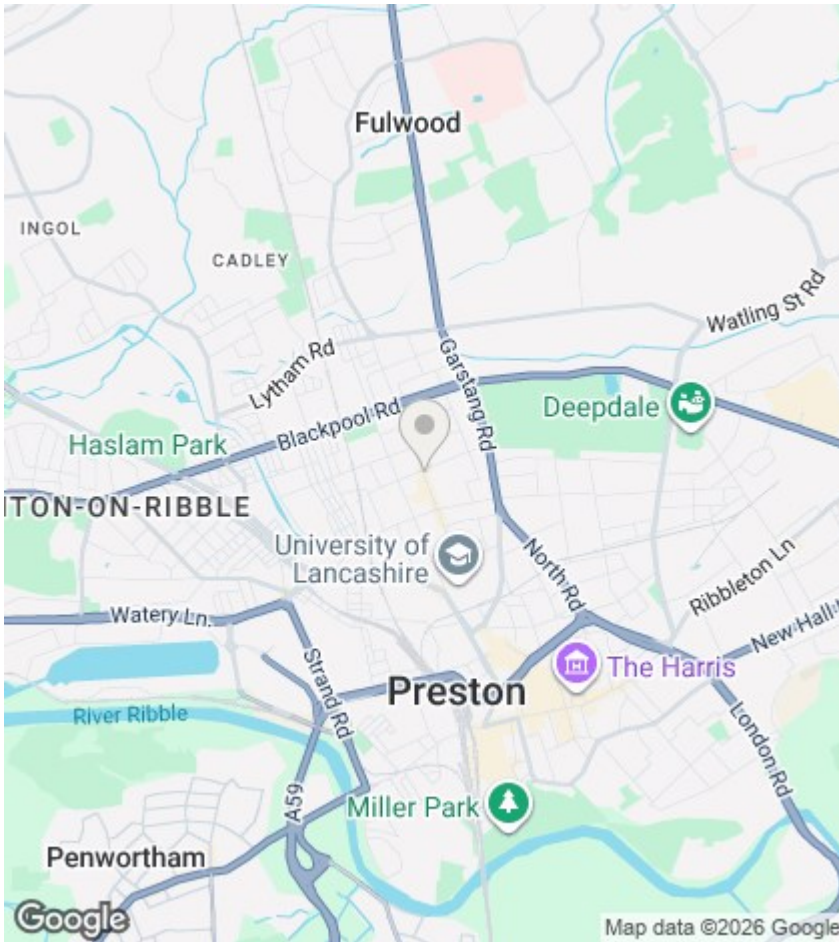 Fulwood
INGOL
CADLEY
Watling St Rd
Lytham Rd
Garstang Rd
Blackpool Rd
Deepdale
Haslam Park
TON-ON-RIBBLE
University of
Lancashire
North Rd
Ribbleton Ln
Watery Ln.
New Hall L
Strand Rd
The Harris
Preston
River Ribble
London Rd
A59
Miller Park
Penwortham
Google
Map data ©2026 Google